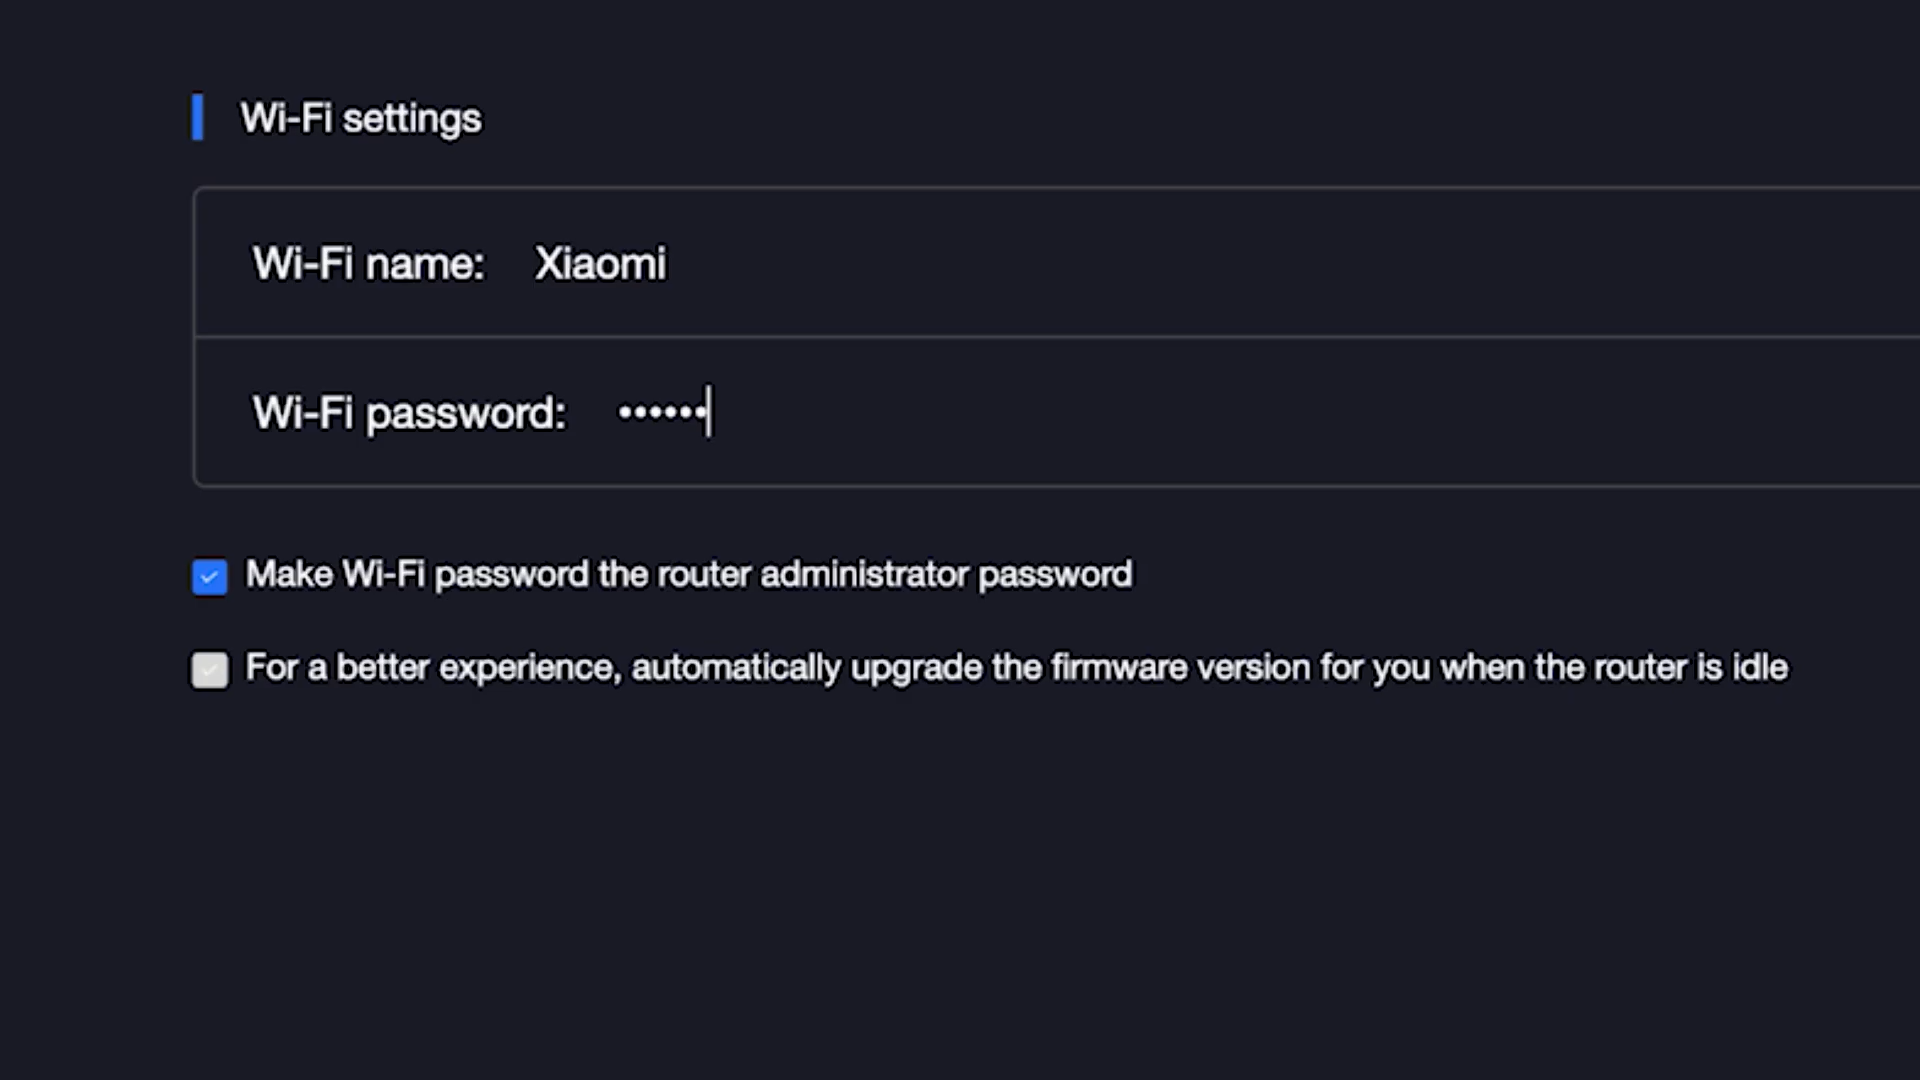 Wi-Fi settings
Wi-Fi name: Xiaomi
Wi-Fi password: ••••••
Make Wi-Fi password the router administrator password
For a better experience, automatically upgrade the firmware version for you when the router is idle